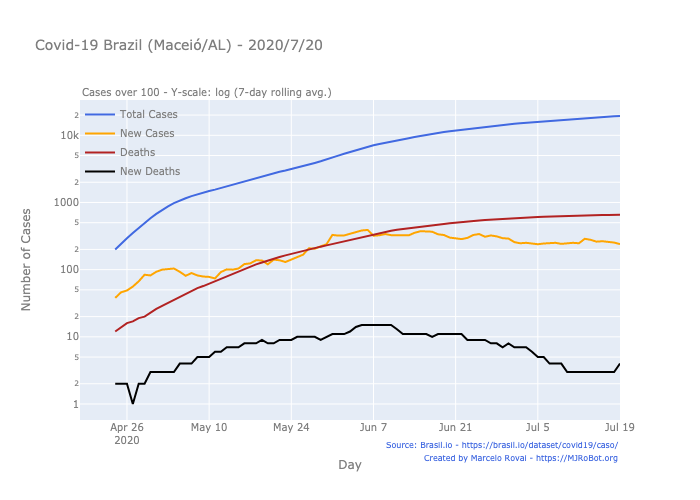 Covid-19 Brazil (Maceió/AL) - 2020/7/20
Cases over 100 - Y-scale: log (7-day rolling avg.)
Total Cases
New Cases
Deaths
New Deaths
Number of Cases
2
10k
5
2
1000
5
2
100
5
2
10
5
2
1
Apr 26
2020
May 10
May 24
Jun 7
Jun 21
Jul 5
Jul 19
Day
Source: Brasil.io - https://brasil.io/dataset/covid19/caso/
Created by Marcelo Rovai - https://MJRoBot.org